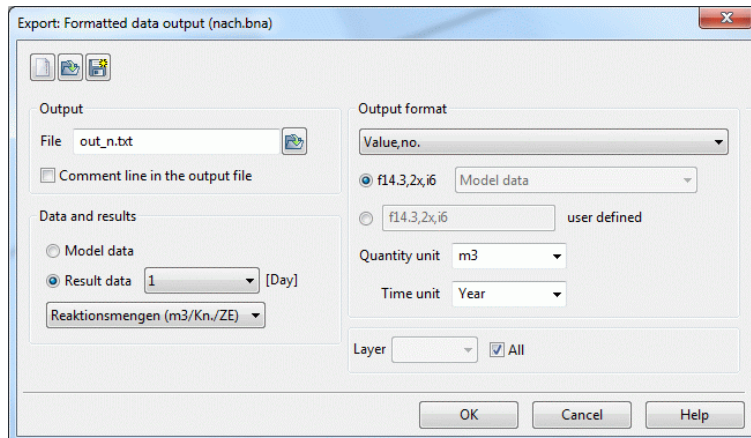 Export: Formatted data output (nach.bna)
Output
File out_n.txt
Comment line in the output file
Data and results
Model data
Result data 1 [Day]
Reaktionsmengen (m3/Kn./ZE)
Output format
Value,no.
f14.3,2x,i6 Model data
f14.3,2x,i6 user defined
Quantity unit m3
Time unit Year
Layer All
OK Cancel Help